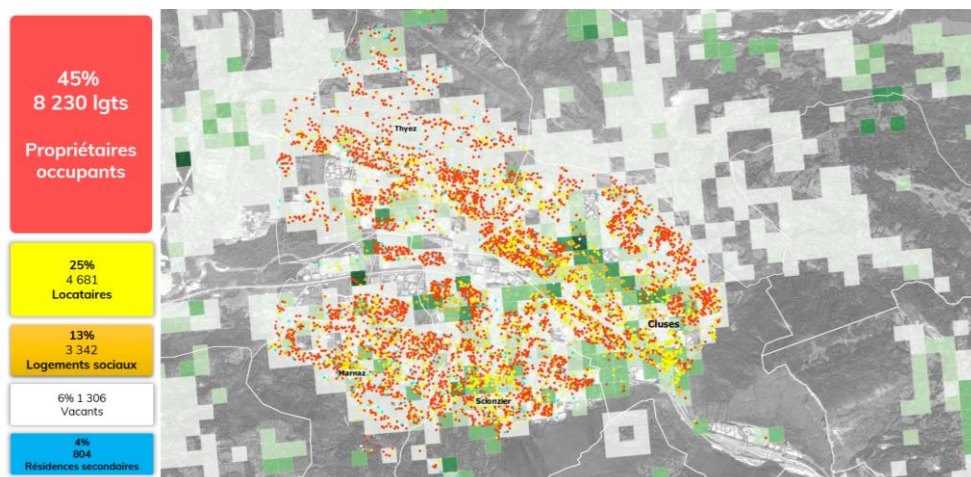 45%
8 230 lgts
Propriétaires
occupants
25%
4 681
Locataires
13%
3 342
Logements sociaux
6% 1 306
Vacants
4%
804
Résidences secondaires
Thyez
Cluses
Marnaz
Scionzier